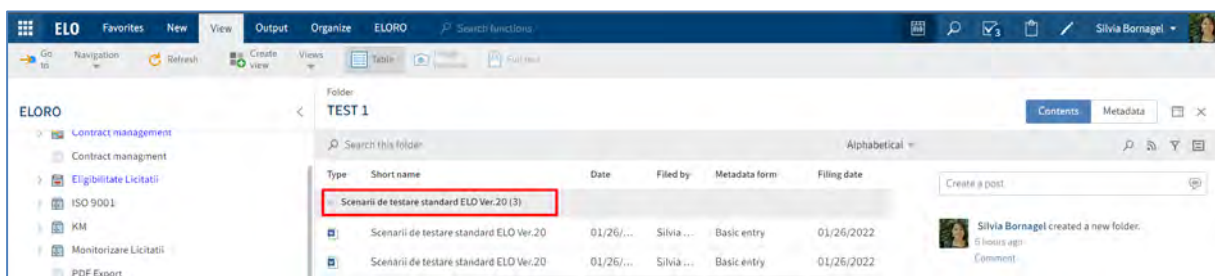 ELO Favorites New View Output Organize ELORO Search functions 3 Silvia Bornagel
Go to Navigation Refresh Create view Views Table Full text
ELORO
Contract management
Contract managment
Eligibilitate Licitatii
ISO 9001
KM
Monitorizare Licitatii
PDF Export
Folder
TEST 1
Contents Metadata
Search this folder Alphabetical
Type Short name Date Filed by Metadata form Filing date
Scenarii de testare standard ELO Ver.20 (3)
Scenarii de testare standard ELO Ver.20 01/26/... Silvia ... Basic entry 01/26/2022
Scenarii de testare standard ELO Ver.20 01/26/... Silvia ... Basic entry 01/26/2022
Create a post
Silvia Bornagel created a new folder.
6 hours ago
Comment